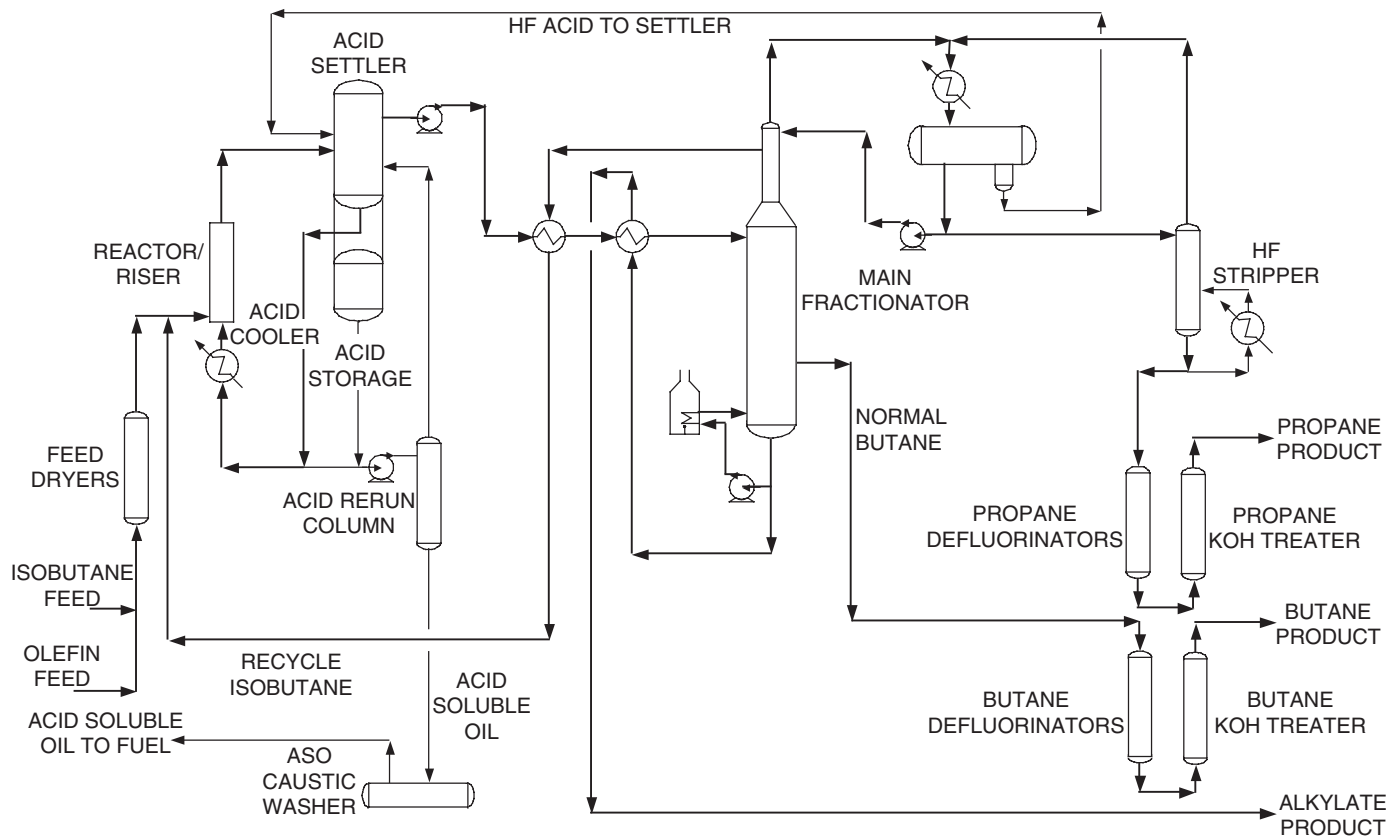 HF ACID TO SETTLER
ACID
SETTLER
REACTOR/
RISER
ACID
COOLER
ACID
STORAGE
MAIN
FRACTIONATOR
HF
STRIPPER
NORMAL
BUTANE
FEED
DRYERS
ACID RERUN
COLUMN
PROPANE
PRODUCT
PROPANE
DEFLUORINATORS
PROPANE
KOH TREATER
ISOBUTANE
FEED
OLEFIN
FEED
RECYCLE
ISOBUTANE
ACID
SOLUBLE
OIL
BUTANE
PRODUCT
BUTANE
DEFLUORINATORS
BUTANE
KOH TREATER
ACID SOLUBLE
OIL TO FUEL
ASO
CAUSTIC
WASHER
ALKYLATE
PRODUCT